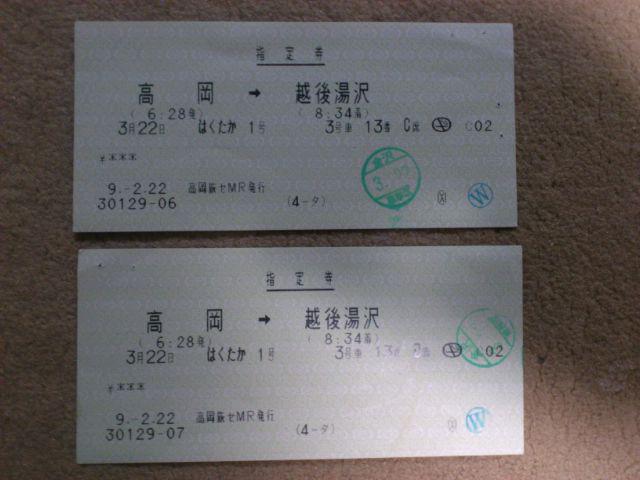 指定券
高岡 → 越後湯沢
( 6:28発) ( 8:34着)
3月22日 はくたか 1号 3号車 13番 C席 C02
￥***
9.-2.22 高岡旅セMR発行
30129-06 (4-タ) W
指定券
高岡 → 越後湯沢
( 6:28発) ( 8:34着)
3月22日 はくたか 1号 3号車 13 02
￥***
9.-2.22 高岡旅セMR発行
30129-07 (4-タ) W